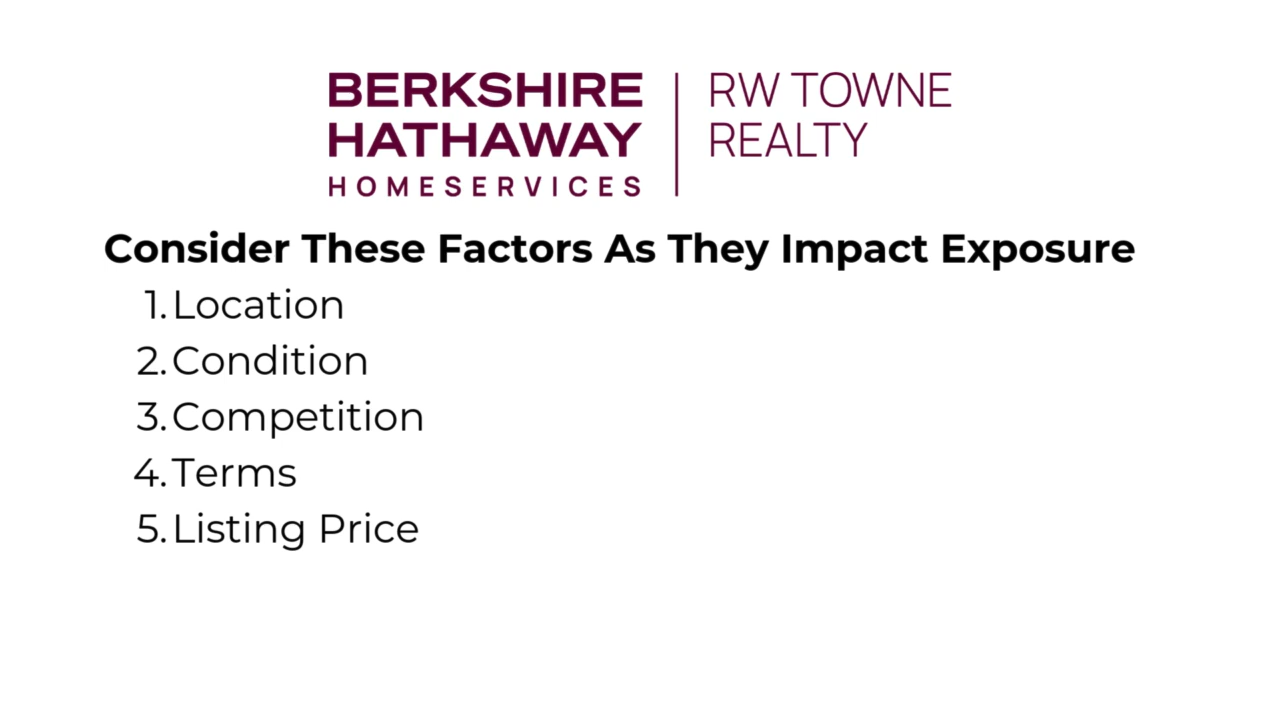 BERKSHIRE
HATHAWAY
HOMESERVICES
RW TOWNE
REALTY
Consider These Factors As They Impact Exposure
1. Location
2. Condition
3. Competition
4. Terms
5. Listing Price